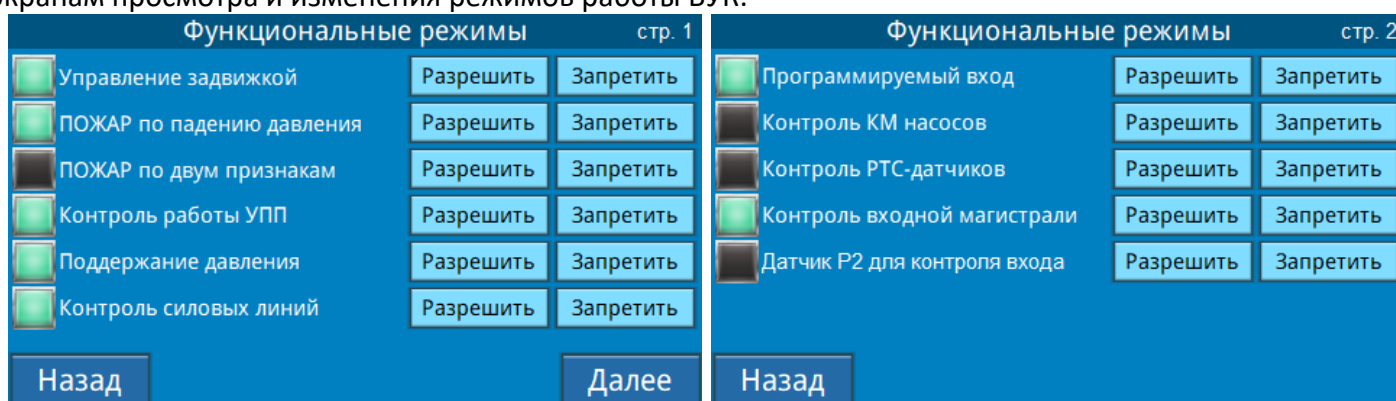 экранам просмотра и изменения режимов работы БУК:
Функциональные режимы стр. 1
Управление задвижкой Разрешить Запретить
ПОЖАР по падению давления Разрешить Запретить
ПОЖАР по двум признакам Разрешить Запретить
Контроль работы УПП Разрешить Запретить
Поддержание давления Разрешить Запретить
Контроль силовых линий Разрешить Запретить
Назад Далее
Функциональные режимы стр. 2
Программируемый вход Разрешить Запретить
Контроль КМ насосов Разрешить Запретить
Контроль РТС-датчиков Разрешить Запретить
Контроль входной магистрали Разрешить Запретить
Датчик Р2 для контроля входа Разрешить Запретить
Назад